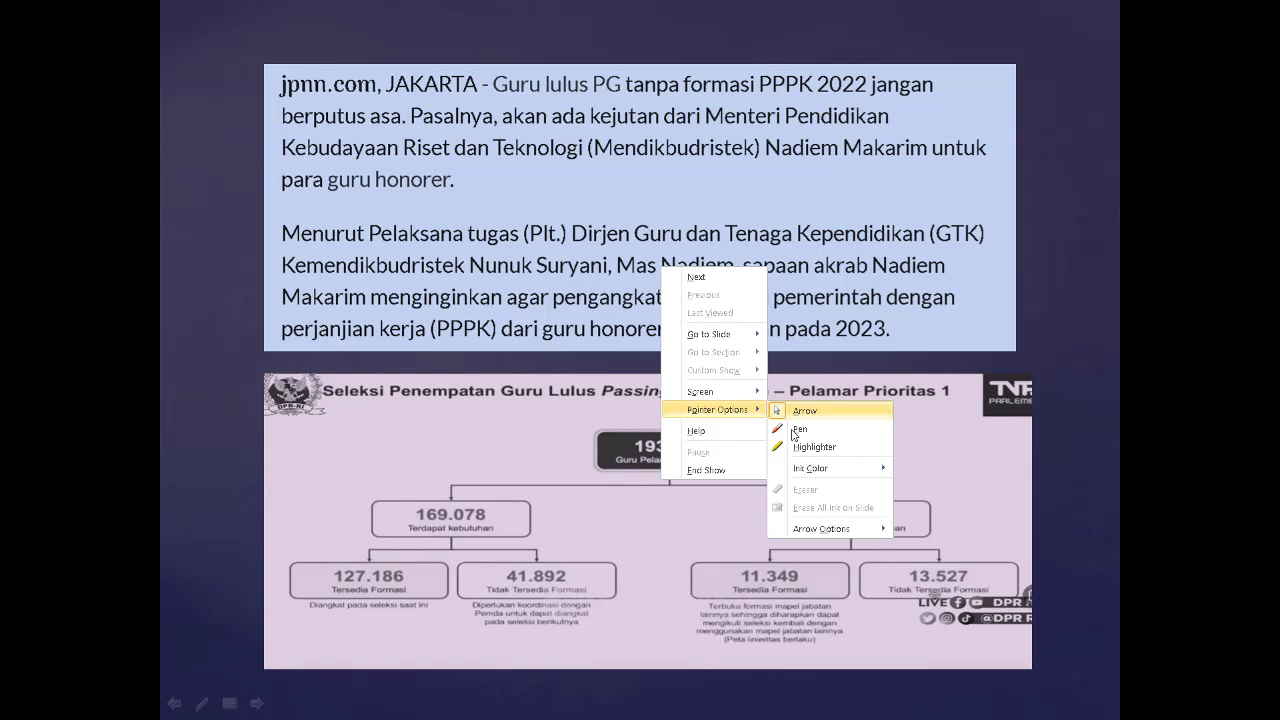 jpnn.com, JAKARTA - Guru lulus PG tanpa formasi PPPK 2022 jangan
berputus asa. Pasalnya, akan ada kejutan dari Menteri Pendidikan
Kebudayaan Riset dan Teknologi (Mendikbudristek) Nadiem Makarim untuk
para guru honorer.
Menurut Pelaksana tugas (Plt.) Dirjen Guru dan Tenaga Kependidikan (GTK)
Kemendikbudristek Nunuk Suryani, Mas Nadiem, sapaan akrab Nadiem
Makarim menginginkan agar pengangkat pemerintah dengan
perjanjian kerja (PPPK) dari guru honorer n pada 2023.
Next
Previous
Last Viewed
Go to Slide
Go to Section
Custom Show
Screen
Pointer Options
Help
Pause
End Show
Arrow
Pen
Highlighter
Ink Color
Eraser
Erase All Ink on Slide
Arrow Options
DPR-RI
Seleksi Penempatan Guru Lulus Passing – Pelamar Prioritas 1
PARLEME
193
Guru Pela
169.078
Terdapat kebutuhan
an
127.186
Tersedia Formasi
Diangkat pada seleksi saat ini
41.892
Tidak Tersedia Formasi
Diperlukan koordinasi dengan
Pemda untuk dapat diangkat
pada seleksi berikutnya
11.349
Tersedia Formasi
Terbuka formasi mapel jabatan
lainnya sehingga diharapkan dapat
mengikuti seleksi kembali dengan
menggunakan mapel jabatan lainnya
(Peta linieritas berlaku)
13.527
Tidak Tersedia Formasi
LIVE DPR R
@DPR R